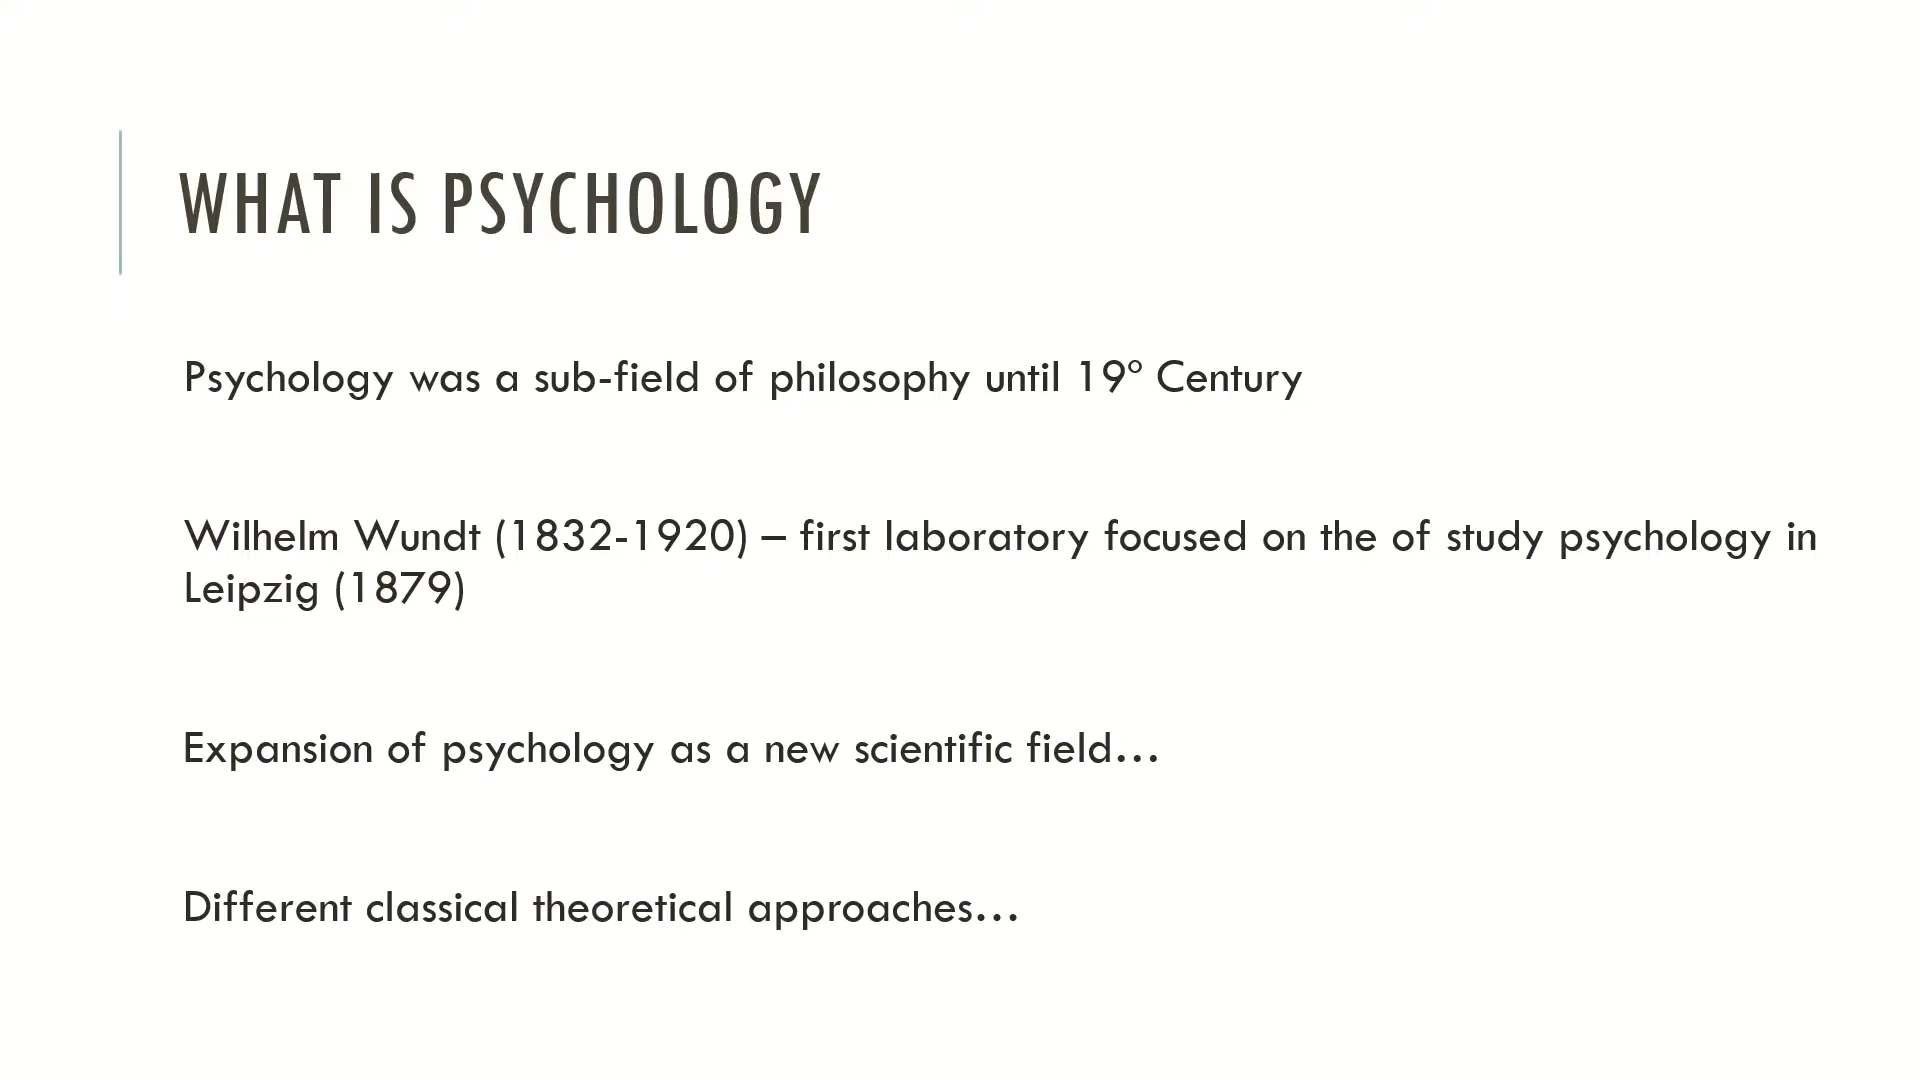 WHAT IS PSYCHOLOGY
Psychology was a sub-field of philosophy until 19º Century
Wilhelm Wundt (1832-1920) – first laboratory focused on the of study psychology in
Leipzig (1879)
Expansion of psychology as a new scientific field…
Different classical theoretical approaches…